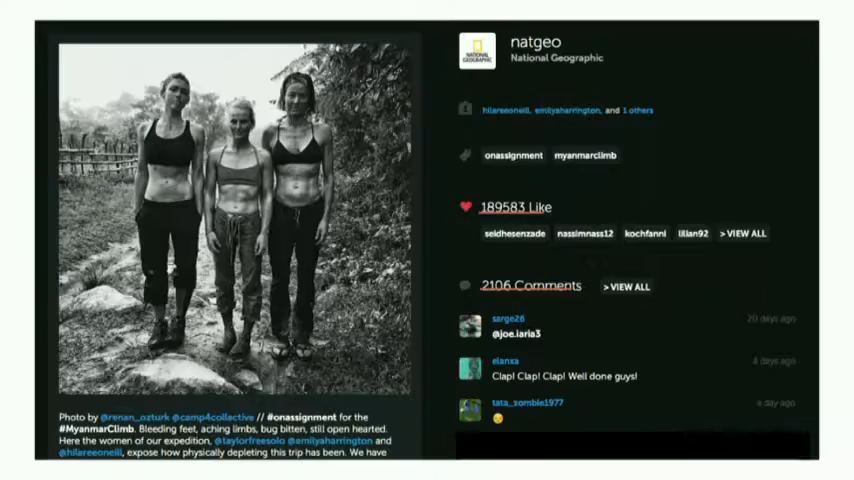 NATIONAL
GEOGRAPHIC
natgeo
National Geographic
hilareeoneill, emilyaharrington, and 1 others
onassignment myanmarclimb
189583 Like
seidhesenzade nassimnass12 kochfanni lilian92 > VIEW ALL
2106 Comments > VIEW ALL
sarge26 20 days ago
@joe.iaria3
elanxa 4 days ago
Clap! Clap! Clap! Well done guys!
tata_zombie1977 a day ago
Photo by @renan_ozturk @camp4collective // #onassignment for the
#MyanmarClimb. Bleeding feet, aching limbs, bug bitten, still open hearted.
Here the women of our expedition, @taylorfreesolo @emilyaharrington and
@hilareeoneill, expose how physically depleting this trip has been. We have